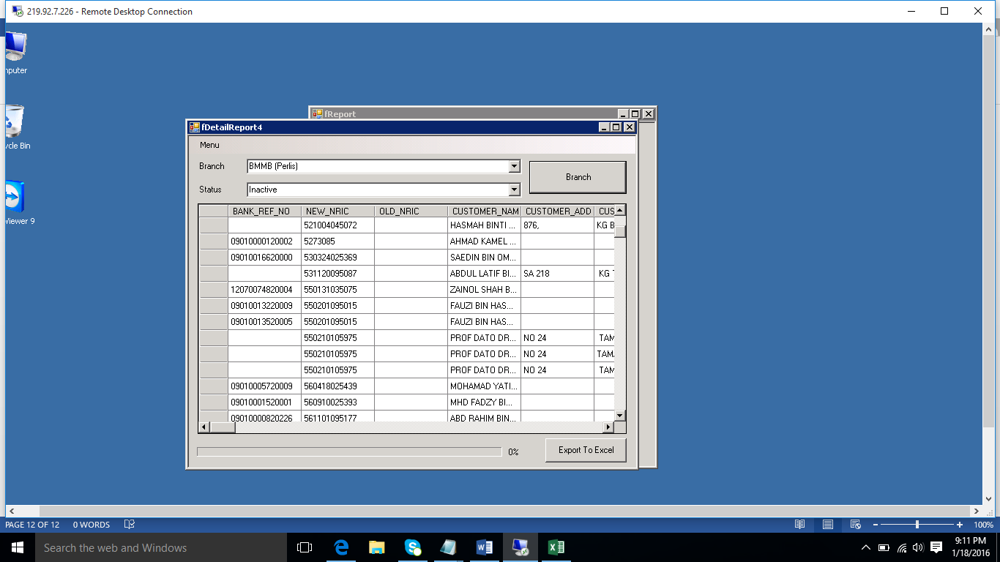 219.92.7.226 - Remote Desktop Connection
mputer
fReport
fDetailReport4
ycle Bin
Menu
Branch BMMB (Perlis) Branch
Status Inactive
BANK_REF_NO NEW_NRIC OLD_NRIC CUSTOMER_NAM CUSTOMER_ADD CUS
521004045072 HASMAH BINTI ... 876, KG B
09010000120002 5273085 AHMAD KAMEL ...
viewer 9
09010016620000 530324025369 SAEDIN BIN OM...
531120095087 ABDUL LATIF BI... SA 218 KG
12070074820004 550131035075 ZAINOL SHAH B...
09010013220009 550201095015 FAUZI BIN HAS...
09010013520005 550201095015 FAUZI BIN HAS...
550210105975 PROF DATO DR... NO 24 TAM
550210105975 PROF DATO DR... NO 24 TAM
550210105975 PROF DATO DR... NO 24 TAM
09010005720009 560418025439 MOHAMAD YATI...
09010001520001 560910025393 MHD FADZY BI...
09010000820226 561101095177 ABD RAHIM BIN...
0% Export To Excel
PAGE 12 OF 12 0 WORDS 100%
Search the web and Windows
9:11 PM
1/18/2016